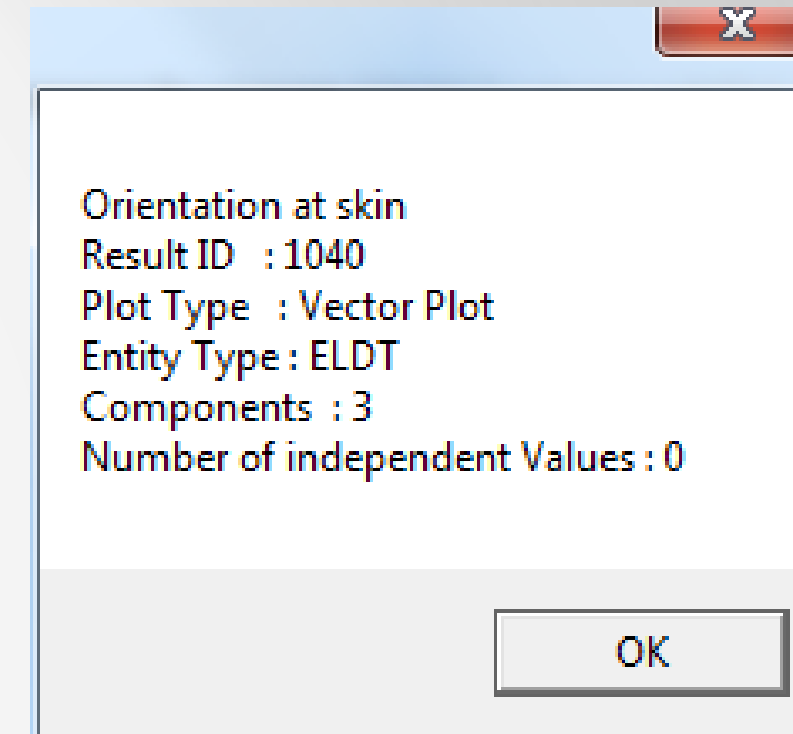 Orientation at skin
Result ID : 1040
Plot Type : Vector Plot
Entity Type : ELDT
Components : 3
Number of independent Values : 0
OK